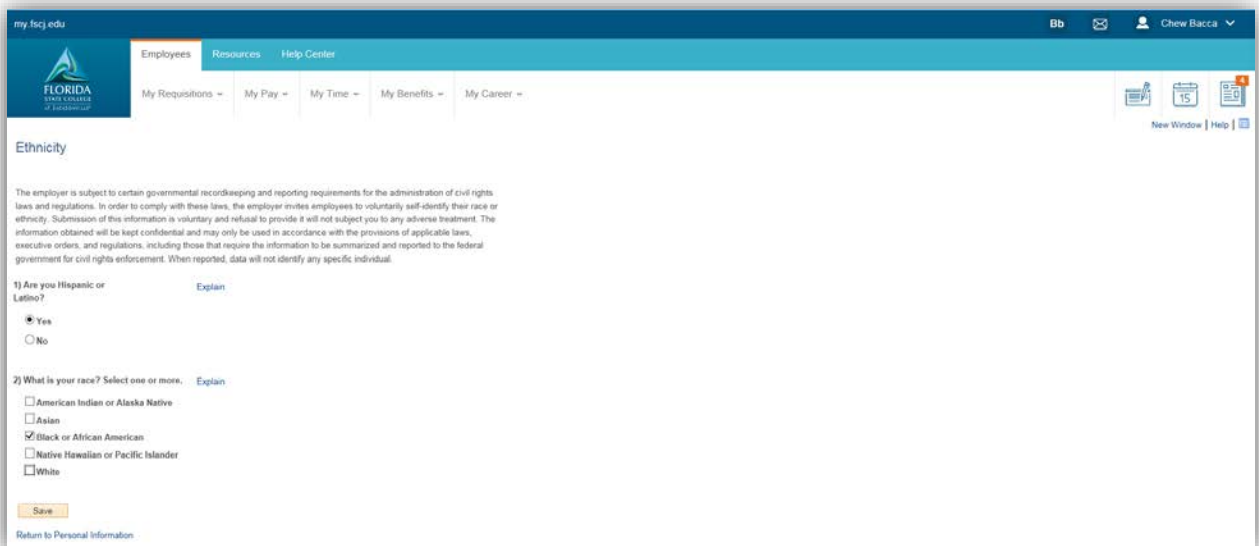 my.fscj.edu
Bb
Chew Bacca
Employees Resources Help Center
FLORIDA
STATE COLLEGE
My Requisitions My Pay My Time My Benefits My Career
15
4
New Window | Help |
Ethnicity
The employer is subject to certain governmental recordkeeping and reporting requirements for the administration of civil rights
laws and regulations. In order to comply with these laws, the employer invites employees to voluntarily self-identify their race or
ethnicity. Submission of this information is voluntary and refusal to provide it will not subject you to any adverse treatment. The
information obtained will be kept confidential and may only be used in accordance with the provisions of applicable laws,
executive orders, and regulations, including those that require the information to be summarized and reported to the federal
government for civil rights enforcement. When reported, data will not identify any specific individual.
1) Are you Hispanic or
Latino?
Explain
Yes
No
2) What is your race? Select one or more. Explain
American Indian or Alaska Native
Asian
Black or African American
Native Hawaiian or Pacific Islander
White
Save
Return to Personal Information